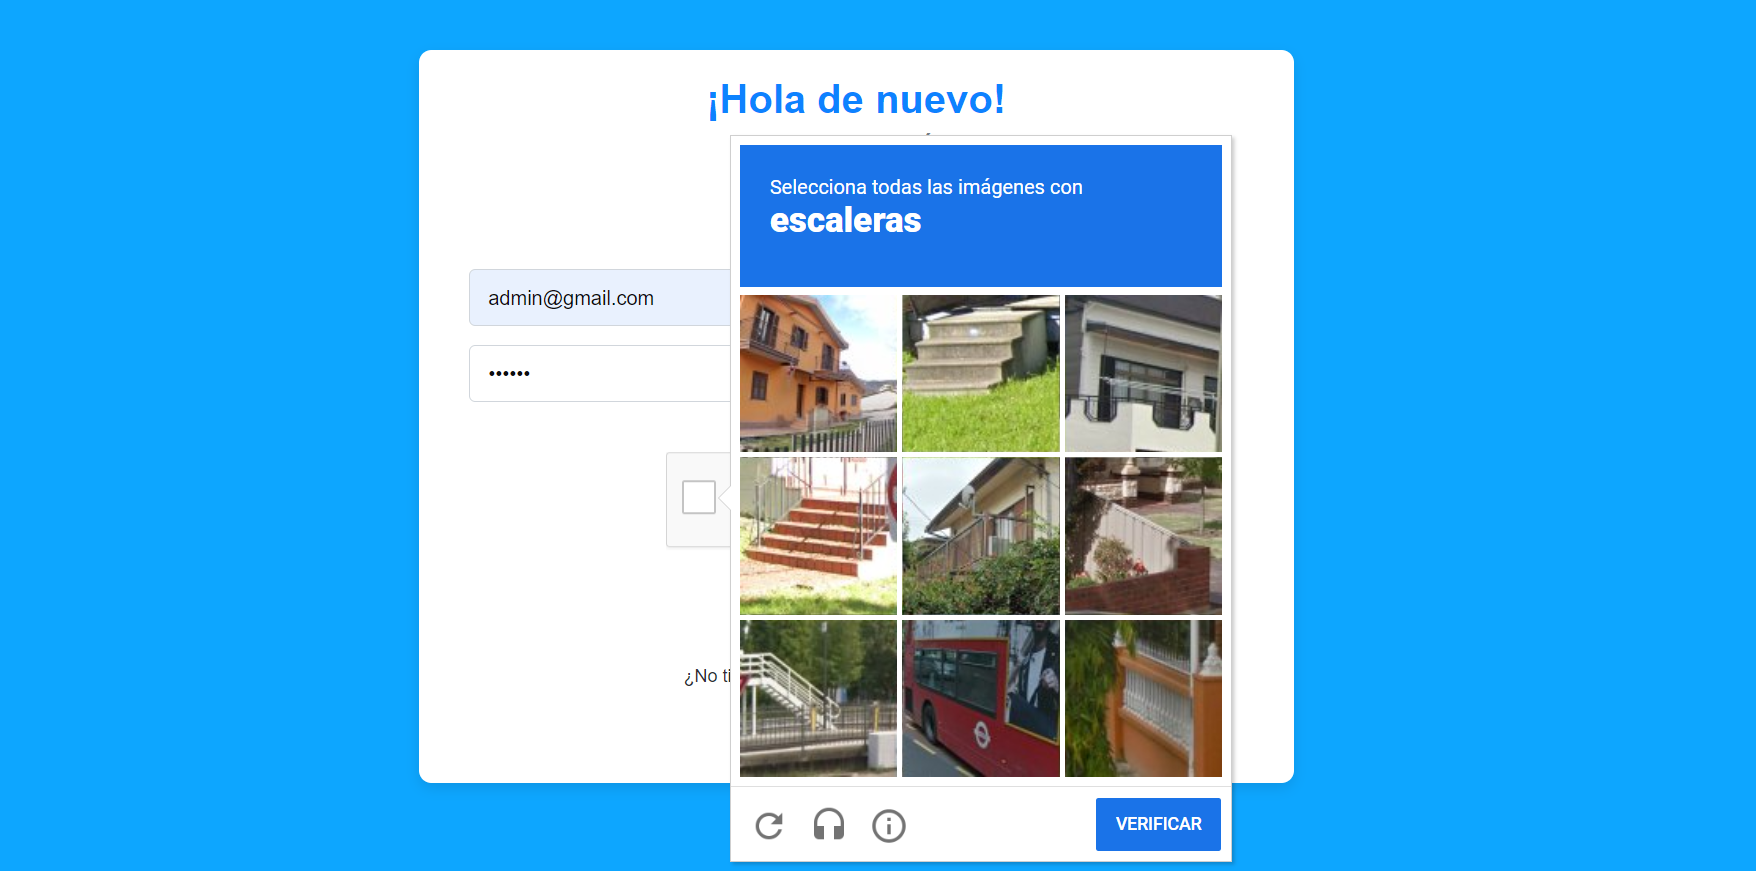 ¡Hola de nuevo!
Selecciona todas las imágenes con
escaleras
admin@gmail.com
••••••
¿No ti
VERIFICAR